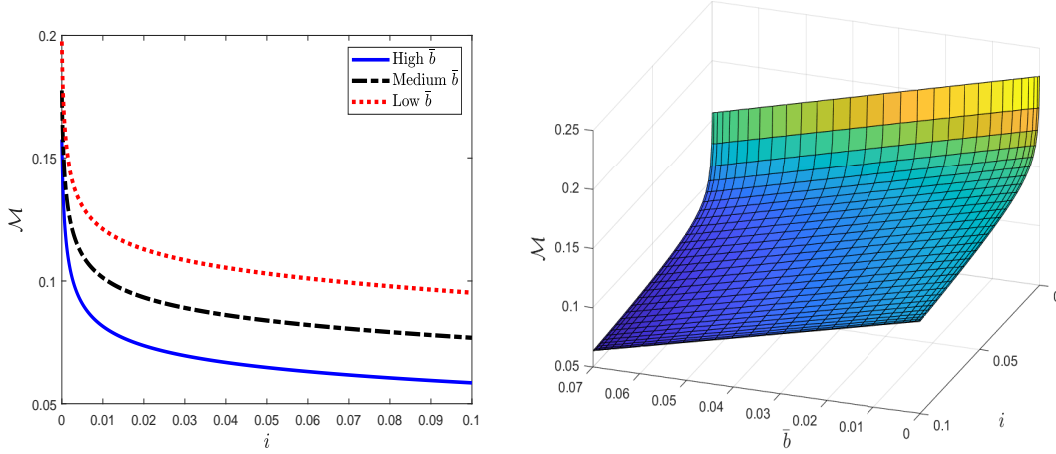 0.2
0.15
0.1
0.05
ℳ
0 0.01 0.02 0.03 0.04 0.05 0.06 0.07 0.08 0.09 0.1
i
High b̄
Medium b̄
Low b̄
0.25
0.2
0.15
0.1
0.05
ℳ
0.07 0.06 0.05 0.04 0.03 0.02 0.01 0
b̄
0.1 0.05 0
i